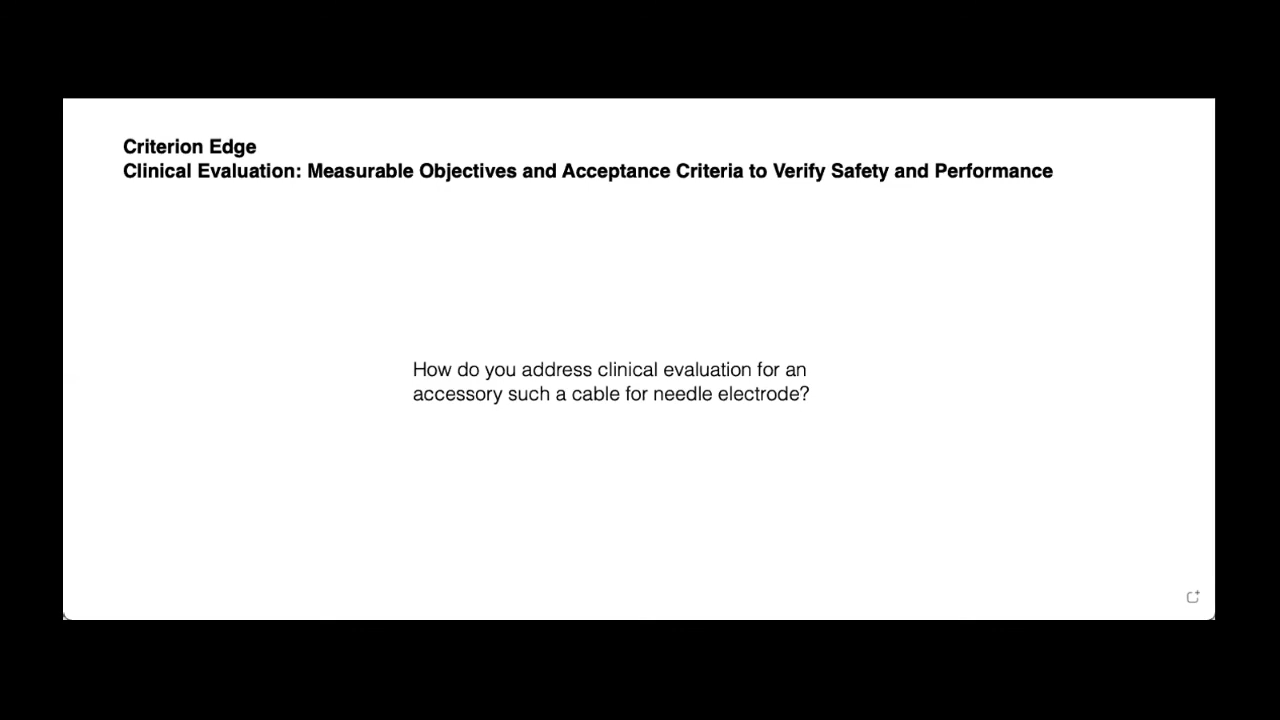 Criterion Edge
Clinical Evaluation: Measurable Objectives and Acceptance Criteria to Verify Safety and Performance
How do you address clinical evaluation for an
accessory such a cable for needle electrode?